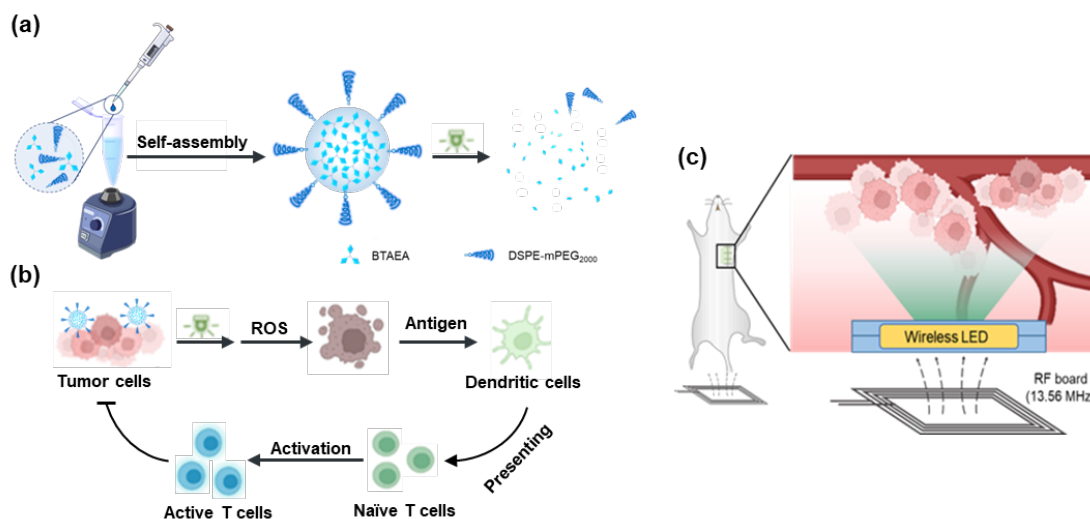 (a)
Self-assembly
BTAEA
DSPE-mPEG2000
(b)
ROS
Antigen
Tumor cells
Dendritic cells
Presenting
Activation
Active T cells
Naïve T cells
(c)
Wireless LED
RF board
(13.56 MHz